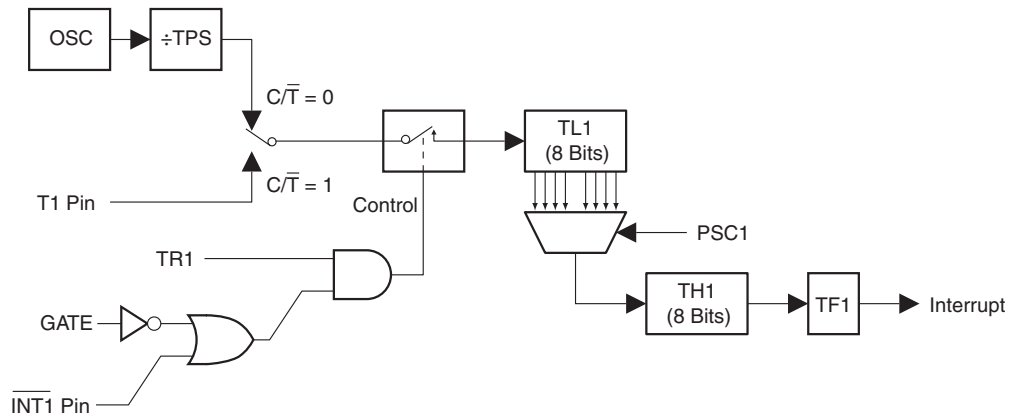 OSC
÷TPS
C/T̅ = 0
TL1
(8 Bits)
C/T̅ = 1
T1 Pin
Control
PSC1
TR1
TH1
(8 Bits)
TF1
Interrupt
GATE
I̅N̅T̅1̅ Pin